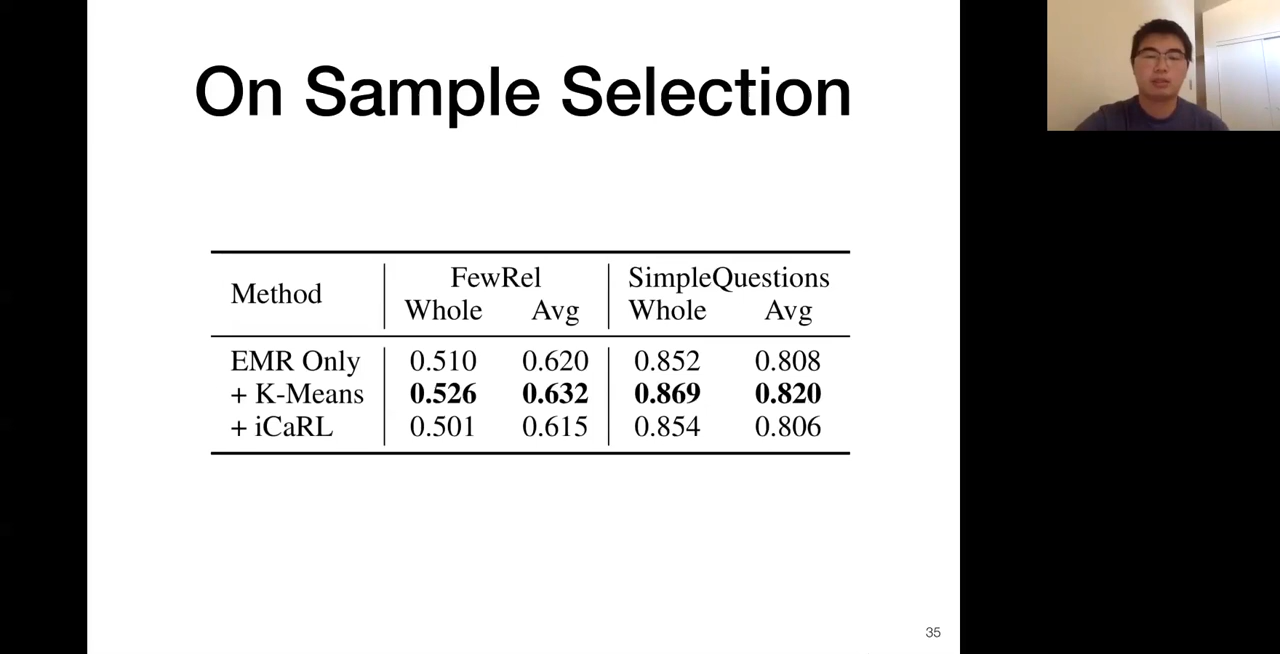 On Sample Selection
Method FewRel SimpleQuestions
Whole Avg Whole Avg
EMR Only 0.510 0.620 0.852 0.808
+ K-Means 0.526 0.632 0.869 0.820
+ iCaRL 0.501 0.615 0.854 0.806
35